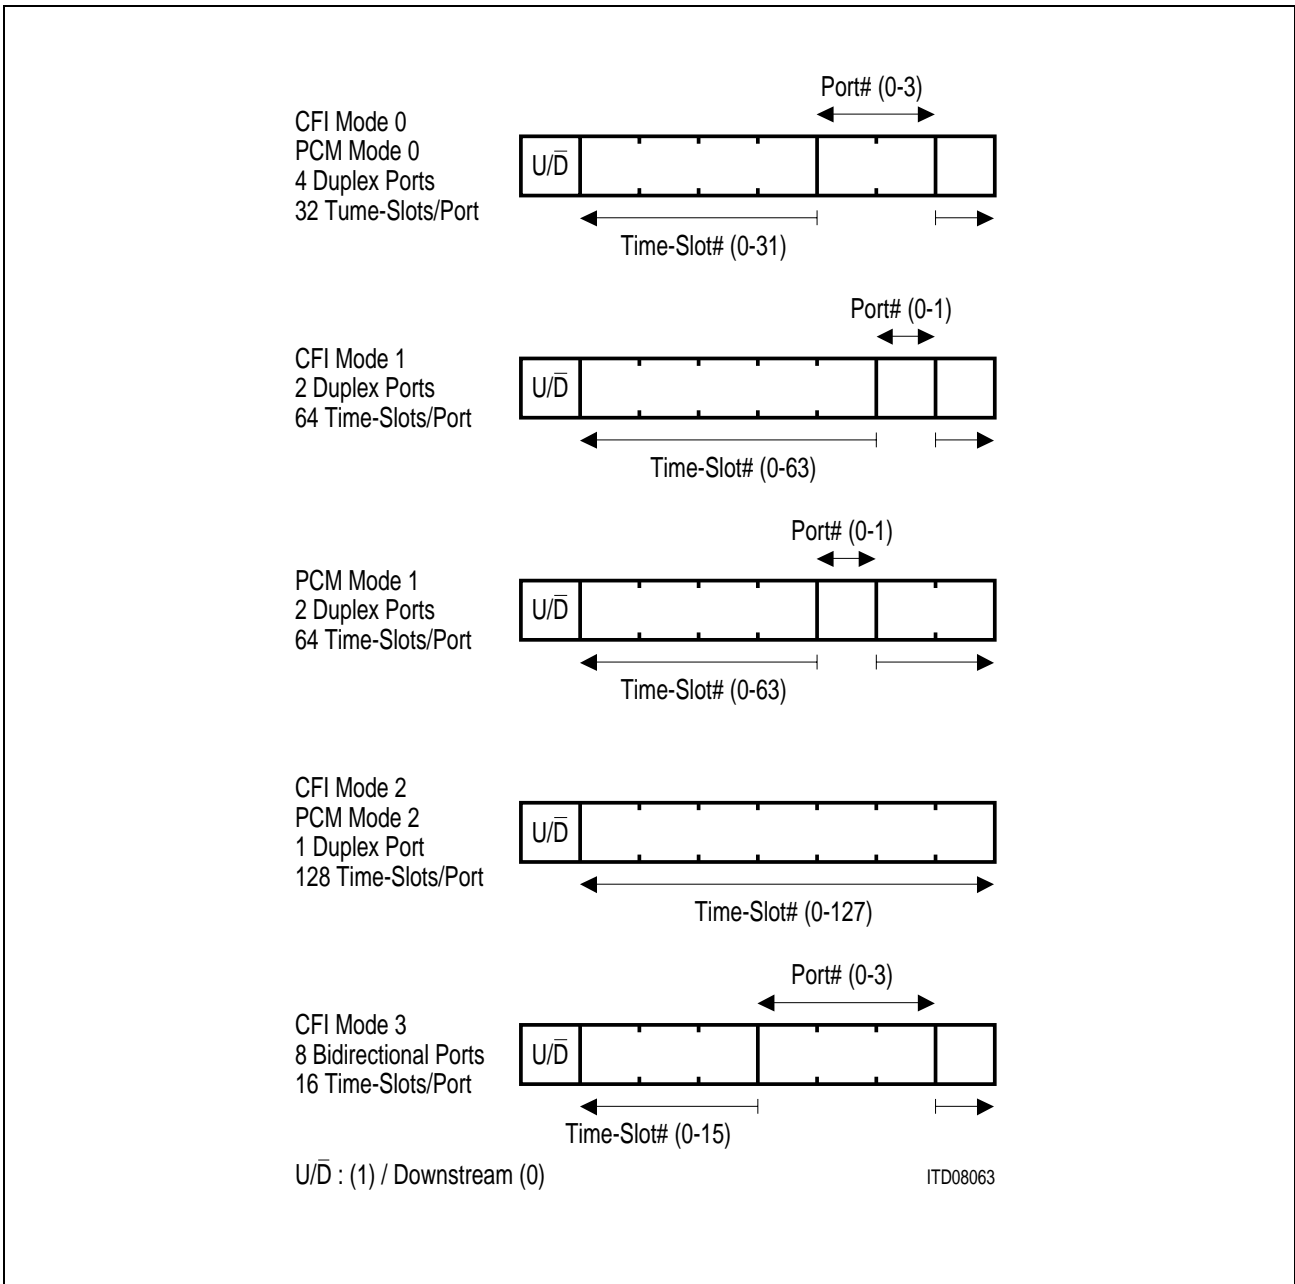 Port# (0-3)
CFI Mode 0
PCM Mode 0
4 Duplex Ports
32 Tume-Slots/Port
U/D̅
Time-Slot# (0-31)
Port# (0-1)
CFI Mode 1
2 Duplex Ports
64 Time-Slots/Port
U/D̅
Time-Slot# (0-63)
Port# (0-1)
PCM Mode 1
2 Duplex Ports
64 Time-Slots/Port
U/D̅
Time-Slot# (0-63)
CFI Mode 2
PCM Mode 2
1 Duplex Port
128 Time-Slots/Port
U/D̅
Time-Slot# (0-127)
Port# (0-3)
CFI Mode 3
8 Bidirectional Ports
16 Time-Slots/Port
U/D̅
Time-Slot# (0-15)
U/D̅ : (1) / Downstream (0)
ITD08063